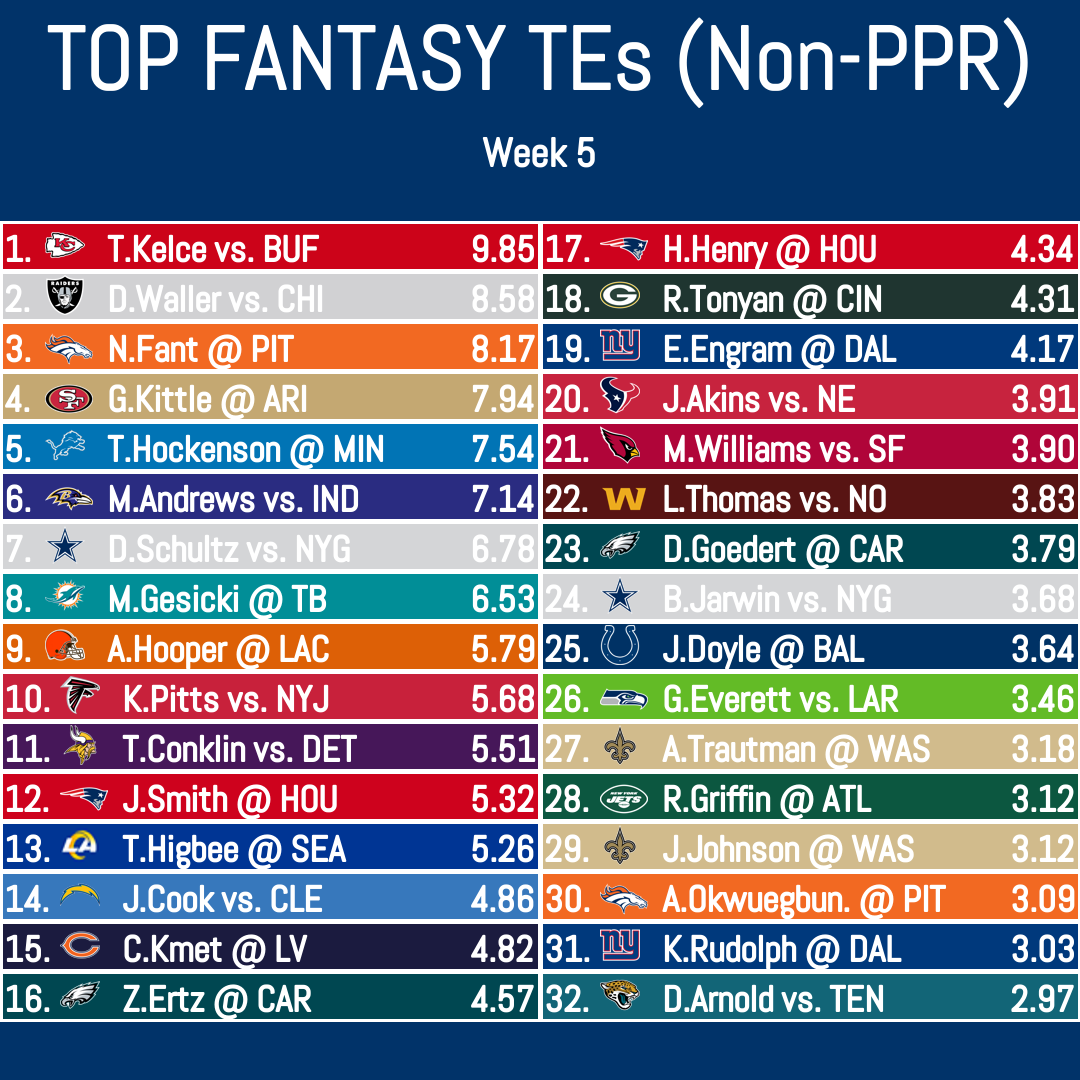 TOP FANTASY TEs (Non-PPR)
Week 5
1. T.Kelce vs. BUF 9.85
2. RAIDERS D.Waller vs. CHI 8.58
3. N.Fant @ PIT 8.17
4. SF G.Kittle @ ARI 7.94
5. T.Hockenson @ MIN 7.54
6. M.Andrews vs. IND 7.14
7. D.Schultz vs. NYG 6.78
8. M.Gesicki @ TB 6.53
9. A.Hooper @ LAC 5.79
10. K.Pitts vs. NYJ 5.68
11. T.Conklin vs. DET 5.51
12. J.Smith @ HOU 5.32
13. LA T.Higbee @ SEA 5.26
14. J.Cook vs. CLE 4.86
15. C.Kmet @ LV 4.82
16. Z.Ertz @ CAR 4.57
17. H.Henry @ HOU 4.34
18. G R.Tonyan @ CIN 4.31
19. ny E.Engram @ DAL 4.17
20. J.Akins vs. NE 3.91
21. M.Williams vs. SF 3.90
22. W L.Thomas vs. NO 3.83
23. D.Goedert @ CAR 3.79
24. B.Jarwin vs. NYG 3.68
25. J.Doyle @ BAL 3.64
26. G.Everett vs. LAR 3.46
27. A.Trautman @ WAS 3.18
28. NEW YORK JETS R.Griffin @ ATL 3.12
29. J.Johnson @ WAS 3.12
30. A.Okwuegbun. @ PIT 3.09
31. ny K.Rudolph @ DAL 3.03
32. D.Arnold vs. TEN 2.97